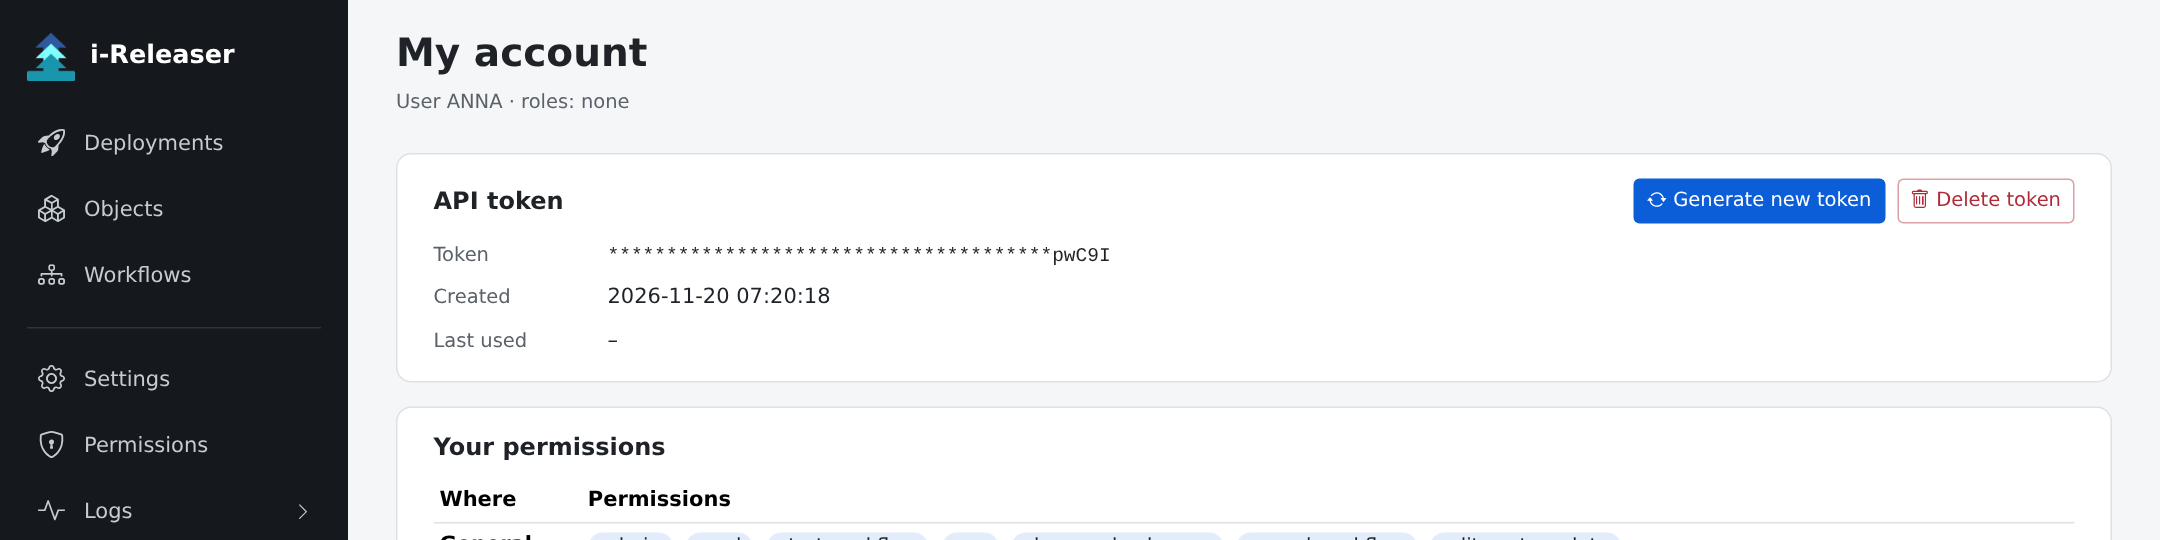 i-Releaser
Deployments
Objects
Workflows
Settings
Permissions
Logs
My account
User ANNA · roles: none
API token
Generate new token
Delete token
Token *************************************pwC9I
Created 2026-11-20 07:20:18
Last used –
Your permissions
Where Permissions